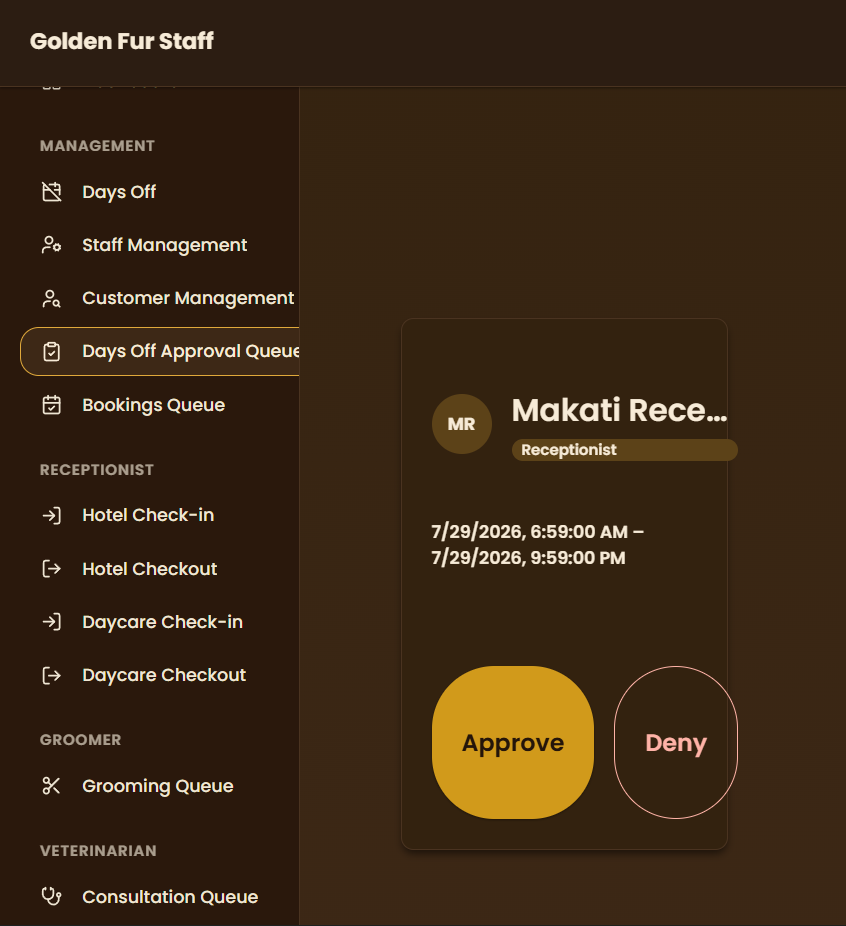 Golden Fur Staff
MANAGEMENT
Days Off
Staff Management
Customer Management
Days Off Approval Queue
Bookings Queue
RECEPTIONIST
Hotel Check-in
Hotel Checkout
Daycare Check-in
Daycare Checkout
GROOMER
Grooming Queue
VETERINARIAN
Consultation Queue
MR
Makati Rece...
Receptionist
7/29/2026, 6:59:00 AM –
7/29/2026, 9:59:00 PM
Approve
Deny